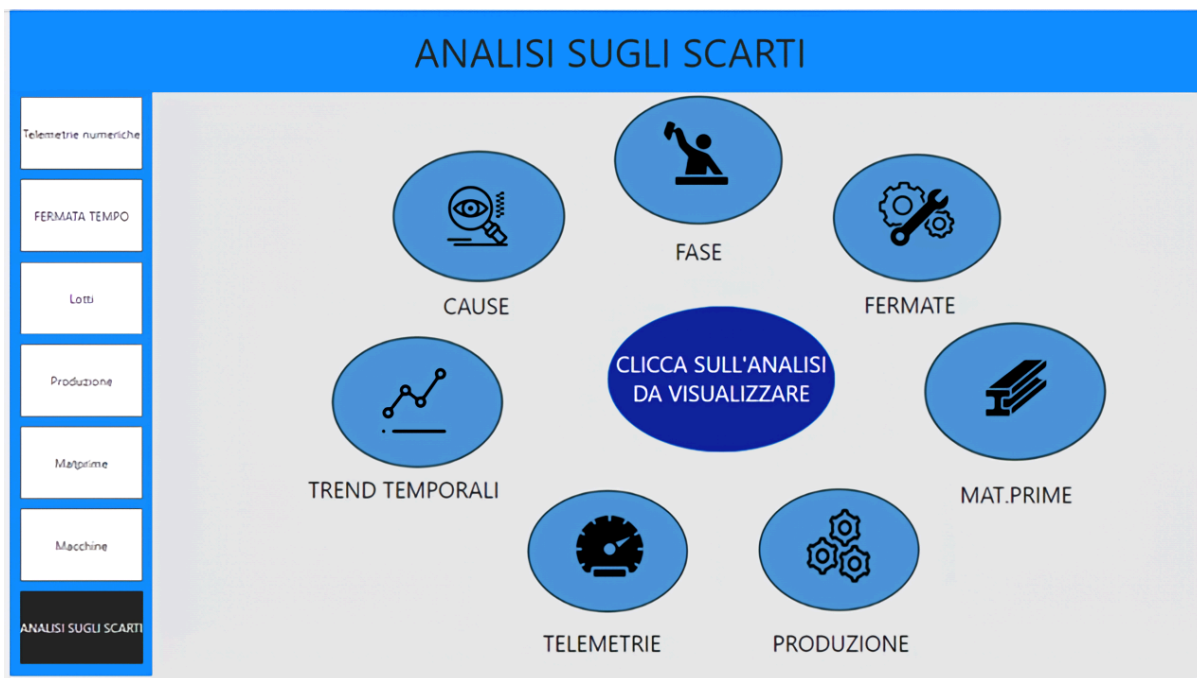 ANALISI SUGLI SCARTI
Telemetrie numeriche
FERMATA TEMPO
Lotti
Produzione
Matprime
Macchine
ANALISI SUGLI SCARTI
FASE
CAUSE
FERMATE
CLICCA SULL'ANALISI
DA VISUALIZZARE
TREND TEMPORALI
MAT.PRIME
TELEMETRIE
PRODUZIONE